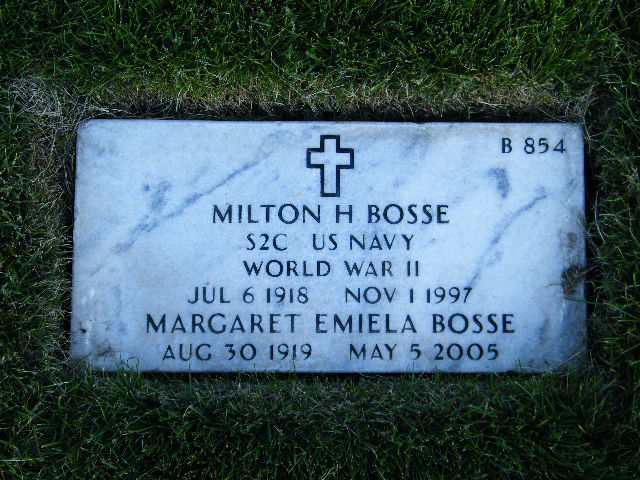 B 854
MILTON H BOSSE
S2C US NAVY
WORLD WAR II
JUL 6 1918 NOV 1 1997
MARGARET EMIELA BOSSE
AUG 30 1919 MAY 5 2005